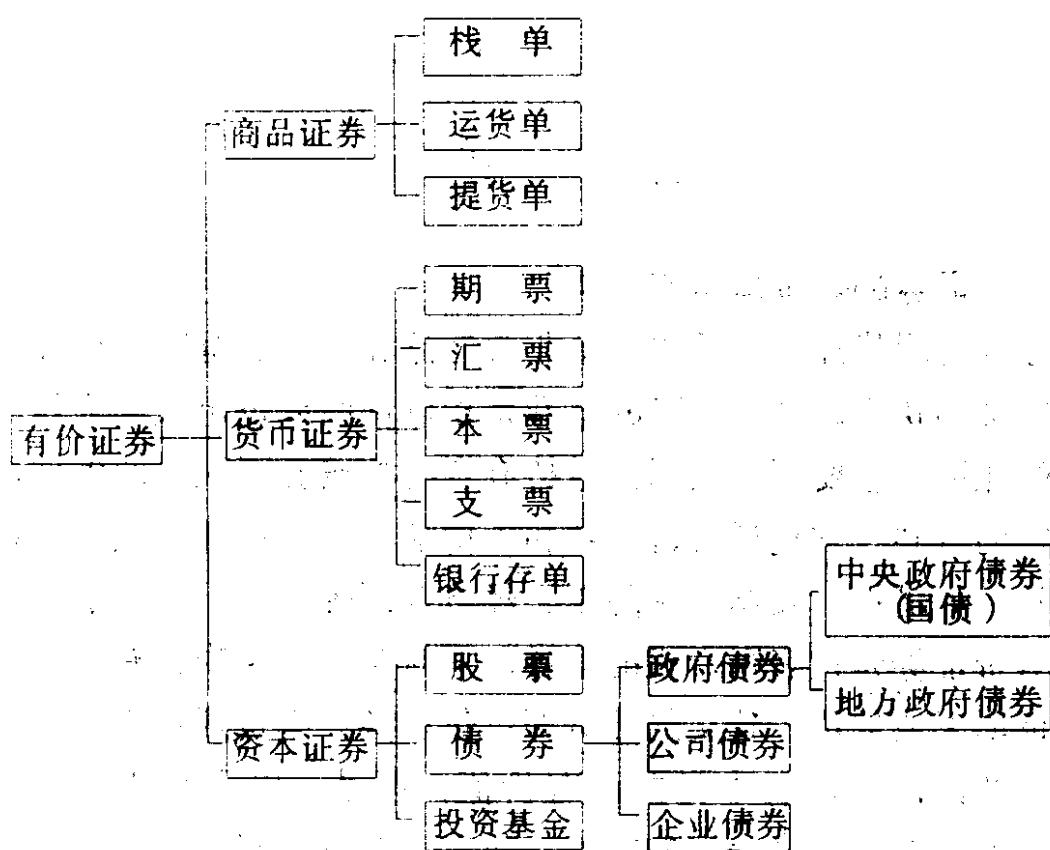 栈 单
商品证券
运货单
提货单
期 票
汇 票
有价证券
货币证券
本 票
支 票
银行存单
中央政府债券
(国债)
股 票
政府债券
地方政府债券
资本证券
债 券
公司债券
投资基金
企业债券